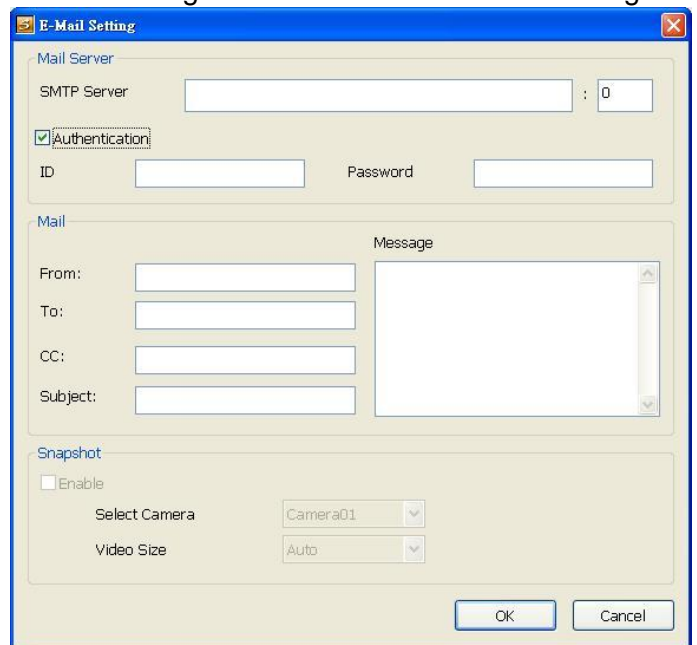 E-Mail Setting
Mail Server
SMTP Server : 0
Authentication
ID Password
Mail
Message
From:
To:
CC:
Subject:
Snapshot
Enable
Select Camera Camera01
Video Size Auto
OK Cancel